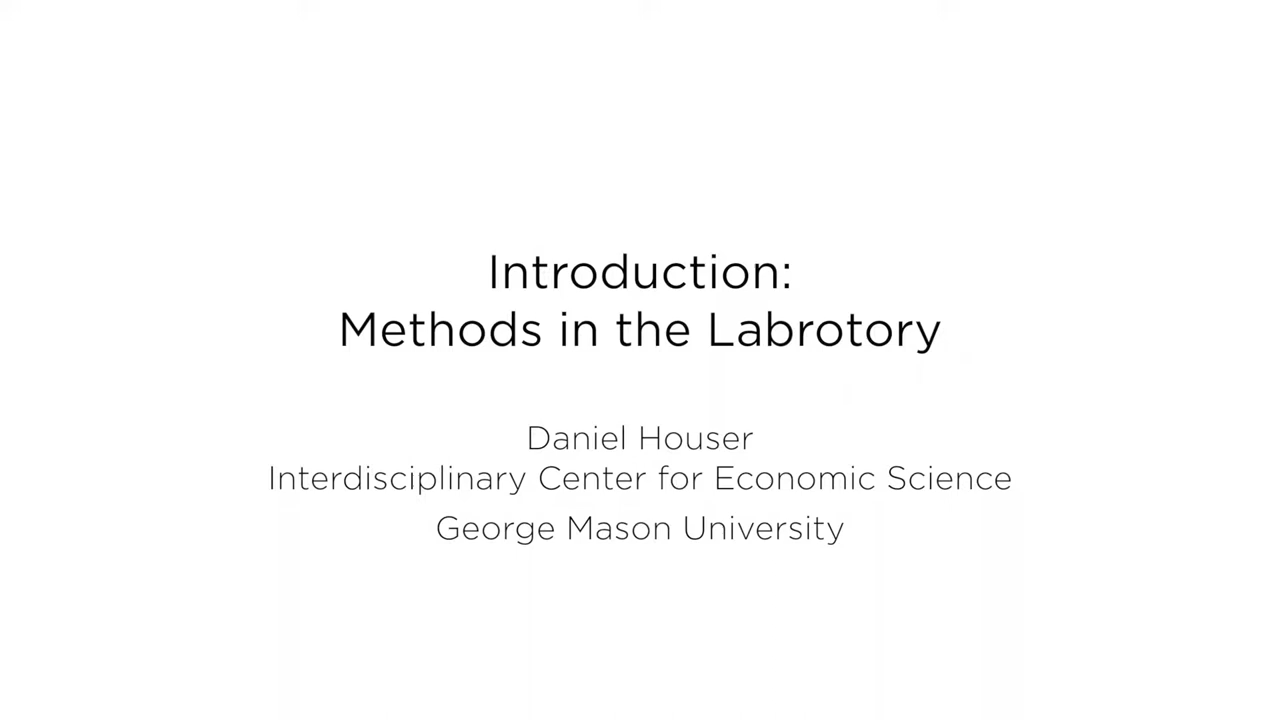 Introduction:
Methods in the Labrotory
Daniel Houser
Interdisciplinary Center for Economic Science
George Mason University